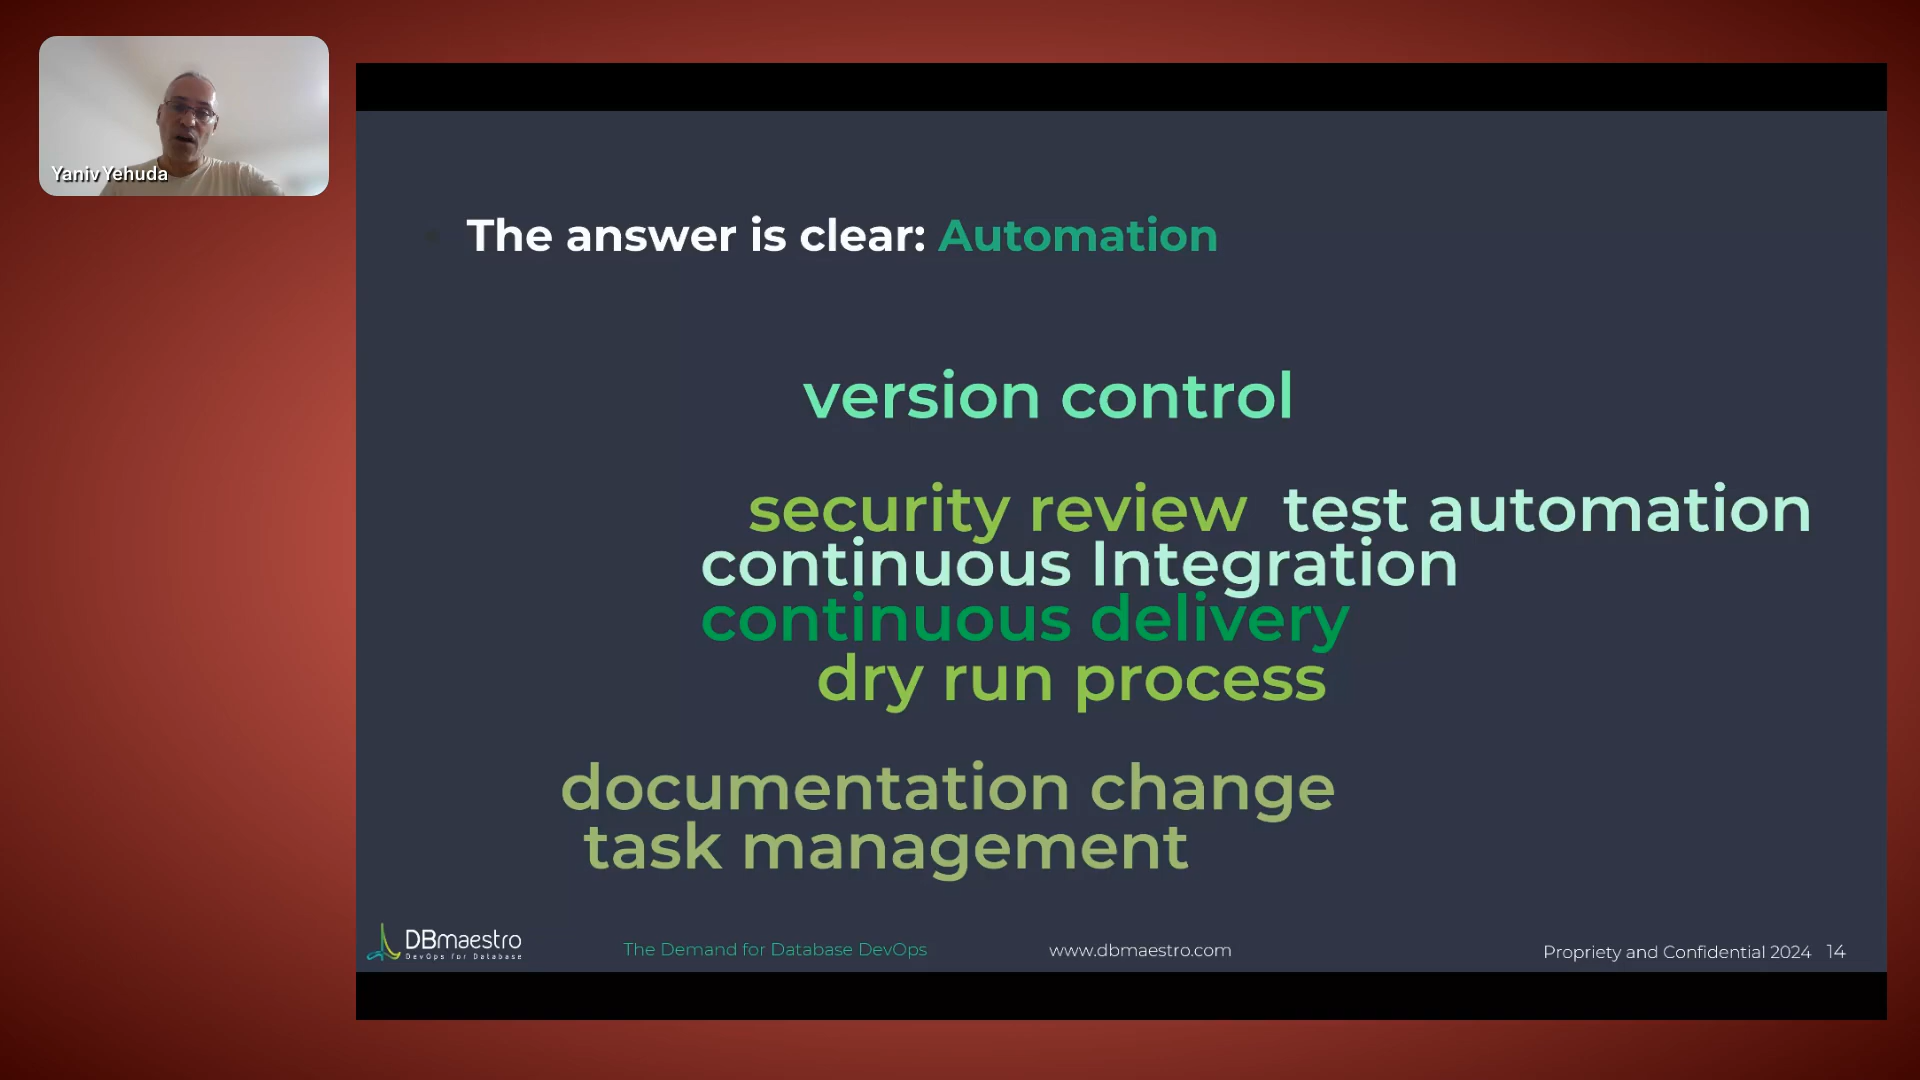 Yaniv Yehuda
The answer is clear: Automation
version control
security review test automation
continuous Integration
continuous delivery
dry run process
documentation change
task management
DBmaestro
DevOps for Database
The Demand for Database DevOps
www.dbmaestro.com
Propriety and Confidential 2024 14